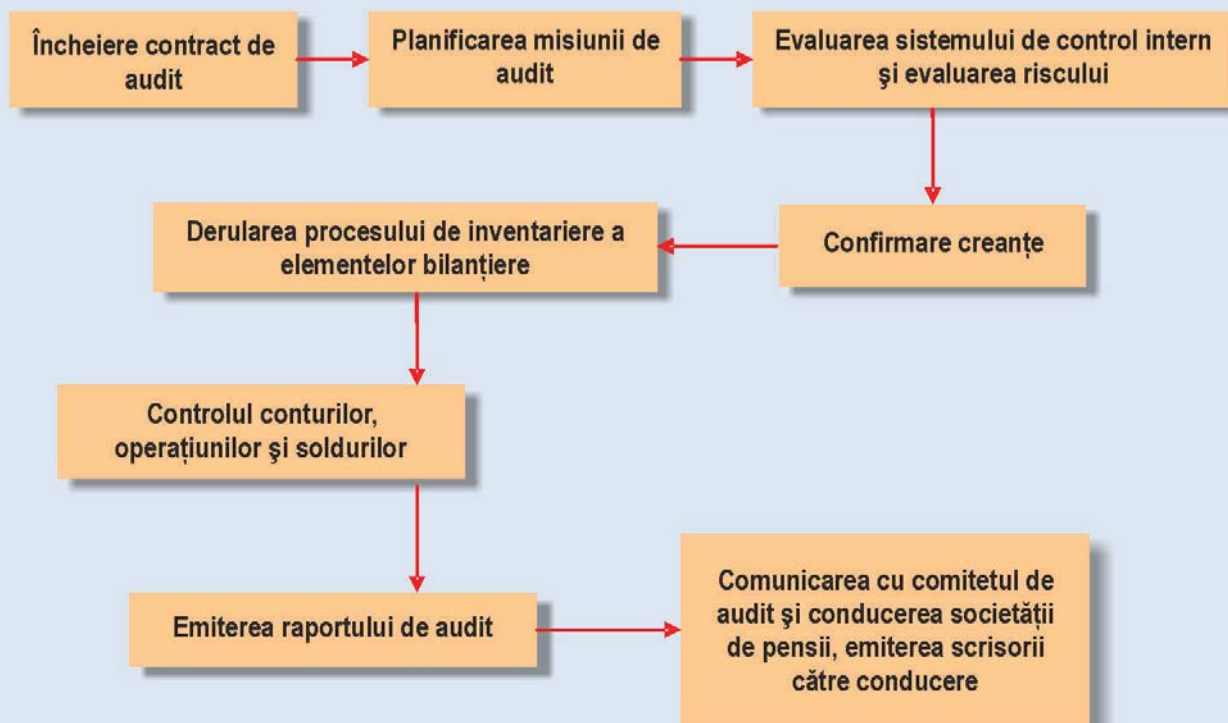 Încheiere contract de
audit
Planificarea misiunii de
audit
Evaluarea sistemului de control intern
şi evaluarea riscului
Confirmare creanțe
Derularea procesului de inventariere a
elementelor bilanțiere
Controlul conturilor,
operațiunilor şi soldurilor
Emiterea raportului de audit
Comunicarea cu comitetul de
audit şi conducerea societății
de pensii, emiterea scrisorii
către conducere